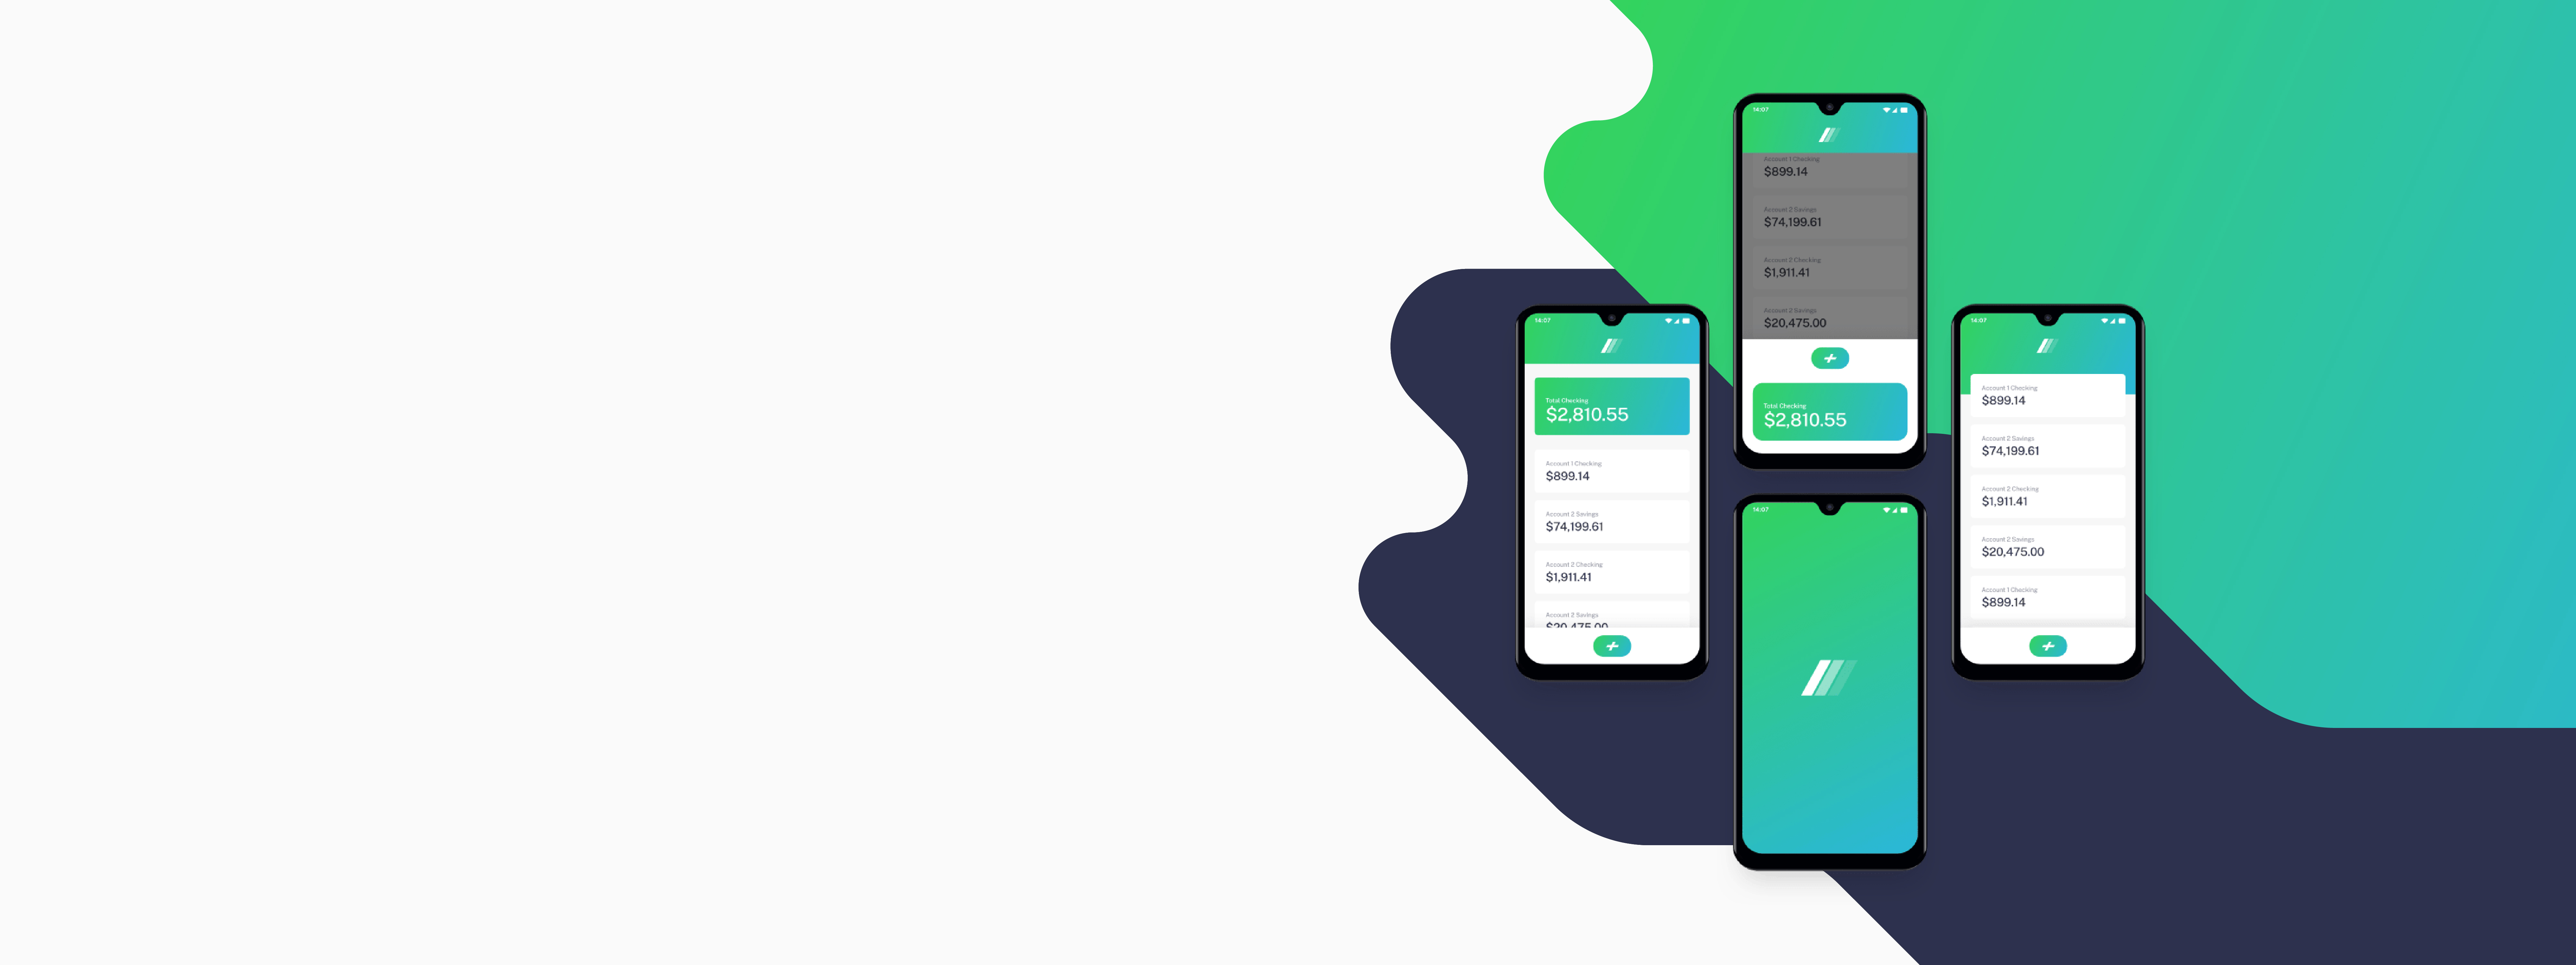 14:07
Account 1 Checking
$899.14
Account 2 Savings
$74,199.61
Account 2 Checking
$1,911.41
Account 2 Savings
$20,475.00
Total Checking
$2,810.55
14:07
Total Checking
$2,810.55
Account 1 Checking
$899.14
Account 2 Savings
$74,199.61
Account 2 Checking
$1,911.41
Account 2 Savings
$20,475.00
14:07
Account 1 Checking
$899.14
Account 2 Savings
$74,199.61
Account 2 Checking
$1,911.41
Account 2 Savings
$20,475.00
Account 1 Checking
$899.14
14:07